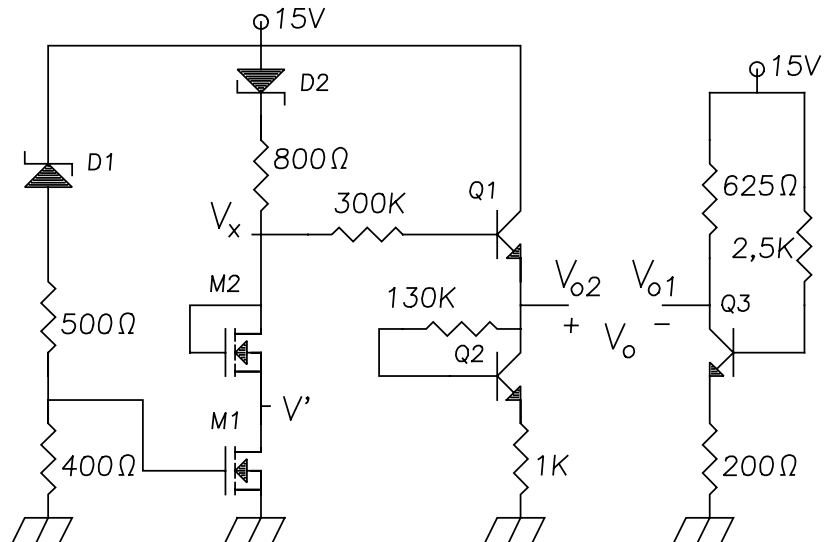 15V
D2
15V
D1
800Ω
Q1
625Ω
300K
Vx
2,5K
M2
Vo2
Vo1
130K
Q3
500Ω
+
−
Q2
Vo
M1
V'
400Ω
1K
200Ω